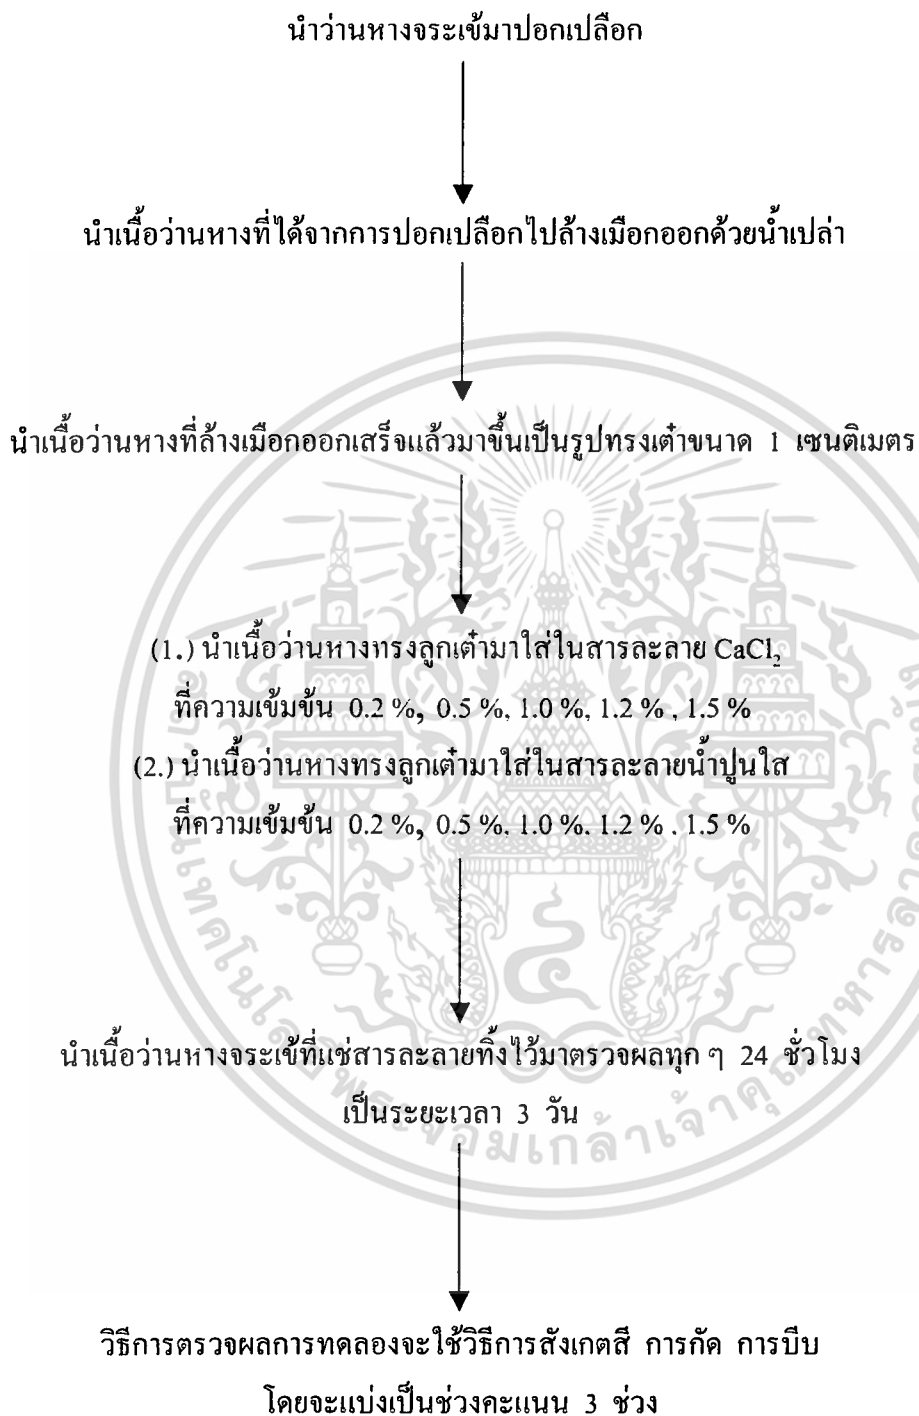 นำว่านหางจระเข้มาปอกเปลือก
นำเนื้อว่านหางที่ได้จากการปอกเปลือกไปล้างเมือกออกด้วยน้ำเปล่า
นำเนื้อว่านหางที่ล้างเมือกออกเสร็จแล้วมาขึ้นเป็นรูปทรงเต๋าขนาด 1 เซนติเมตร
(1.) นำเนื้อว่านหางทรงลูกเต๋ามาใส่ในสารละลาย CaCl₂
ที่ความเข้มข้น 0.2 %, 0.5 %, 1.0 %, 1.2 % , 1.5 %
(2.) นำเนื้อว่านหางทรงลูกเต๋ามาใส่ในสารละลายน้ำปูนใส
ที่ความเข้มข้น 0.2 %, 0.5 %, 1.0 %, 1.2 % , 1.5 %
นำเนื้อว่านหางจระเข้ที่แช่สารละลายทิ้งไว้มาตรวจผลทุก ๆ 24 ชั่วโมง
เป็นระยะเวลา 3 วัน
วิธีการตรวจผลการทดลองจะใช้วิธีการสังเกตสี การกัด การบีบ
โดยจะแบ่งเป็นช่วงคะแนน 3 ช่วง